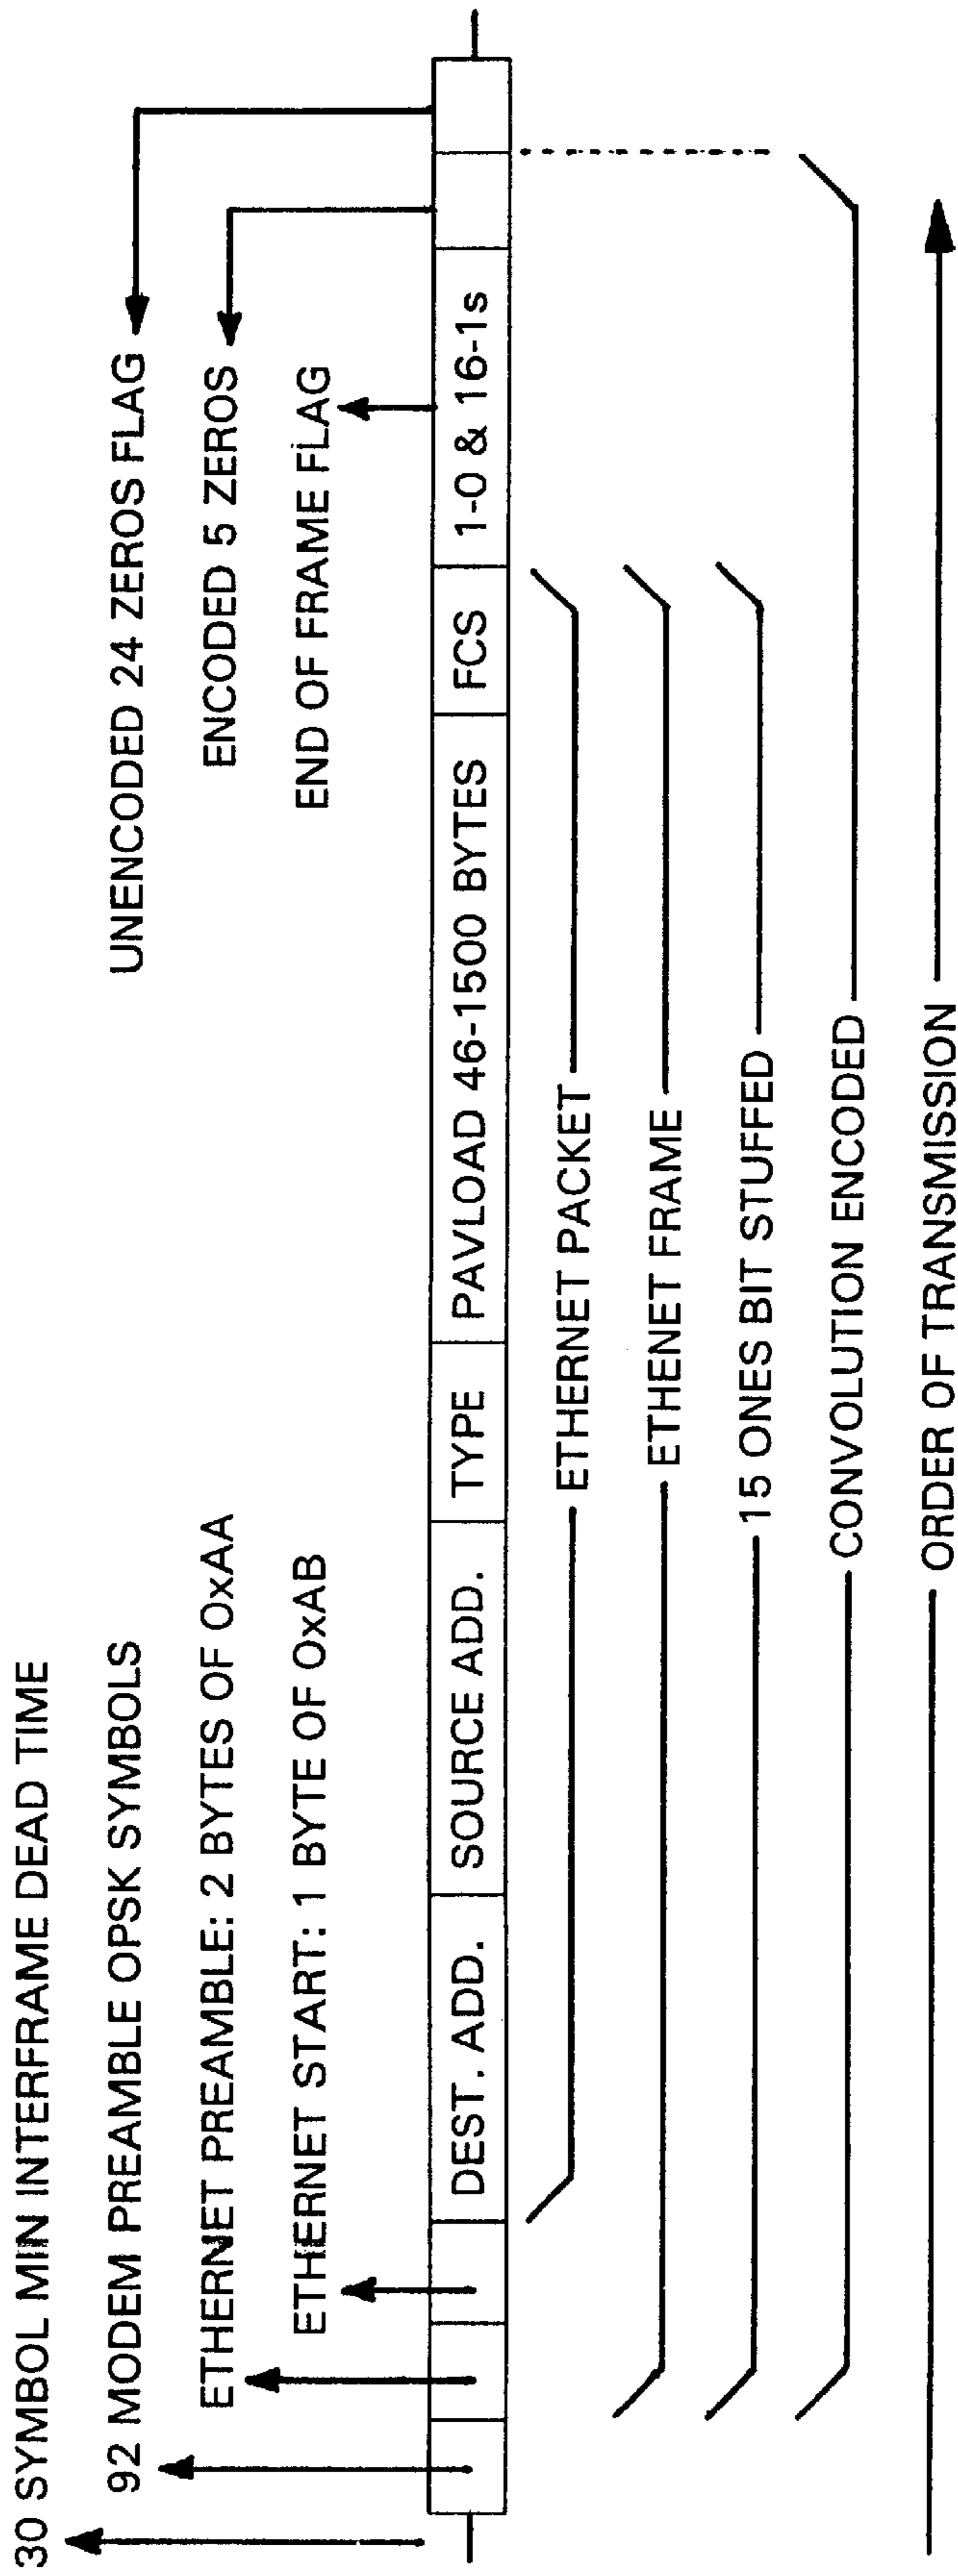 30 SYMBOL MIN INTERFRAME DEAD TIME
92 MODEM PREAMBLE OPSK SYMBOLS
ETHERNET PREAMBLE: 2 BYTES OF OxAA
ETHERNET START: 1 BYTE OF OxAB
UNENCODED 24 ZEROS FLAG
ENCODED 5 ZEROS
END OF FRAME FLAG
DEST. ADD.
SOURCE ADD.
TYPE
PAVLOAD 46-1500 BYTES
FCS
1-0 & 16-1s
ETHERNET PACKET
ETHENET FRAME
15 ONES BIT STUFFED
CONVOLUTION ENCODED
ORDER OF TRANSMISSION